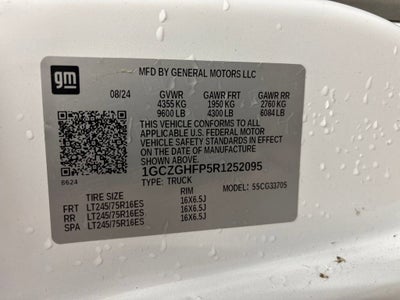 gm
MFD BY GENERAL MOTORS LLC
08/24 GVWR GAWR FRT GAWR RR
4355 KG 1950 KG 2760 KG
9600 LB 4300 LB 6084 LB
THIS VEHICLE CONFORMS TO ALL
APPLICABLE U.S. FEDERAL MOTOR
VEHICLE SAFETY STANDARDS IN EFFECT
ON THE DATE OF MANUFACTURE
SHOWN ABOVE.
1GCZGHFP5R1252095
TYPE: TRUCK MODEL: 55CG33705
8624
TIRE SIZE RIM
FRT LT245/75R16ES 16X6.5J
RR LT245/75R16ES 16X6.5J
SPA LT245/75R16ES 16X6.5J